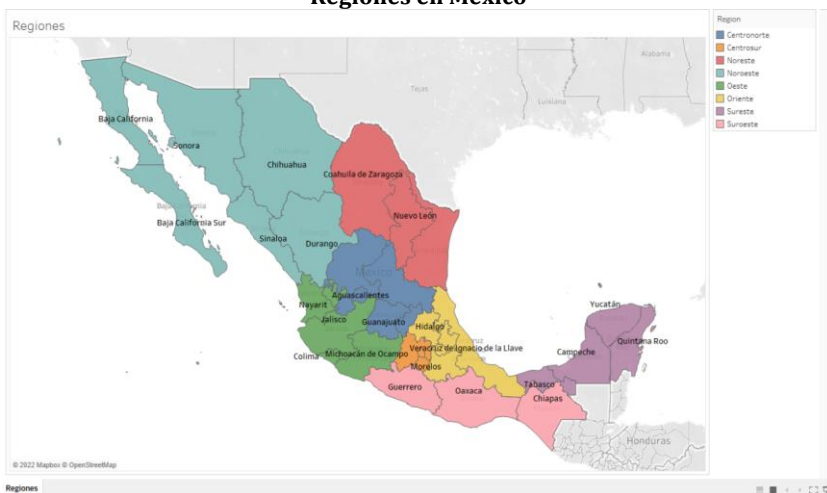 Regiones en México
Regiones
Region
Centronorte
Centrosur
Noreste
Noroeste
Oeste
Oriente
Sureste
Suroeste
Alabama
Tejas
Luisiana
Baja California
Sonora
Chihuahua
Coahuila de Zaragoza
Nuevo León
Baja California Sur
Sinaloa
Durango
México
Aguascalientes
Nayarit
Jalisco
Guanajuato
Hidalgo
Yucatán
Quintana Roo
Campeche
Colima
Michoacán de Ocampo
Veracruz de Ignacio de la Llave
Morelos
Tabasco
Guerrero
Oaxaca
Chiapas
Honduras
© 2022 Mapbox © OpenStreetMap
Regiones